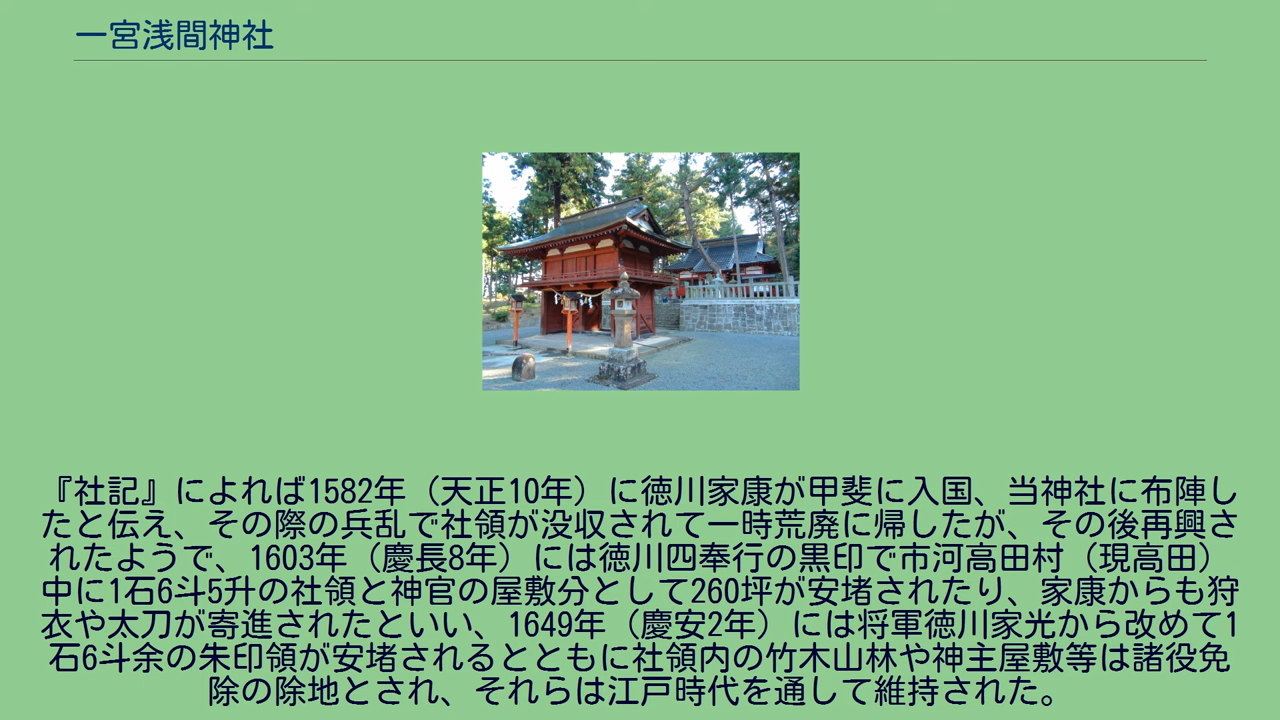 一宮浅間神社
『社記』によれば1582年（天正10年）に徳川家康が甲斐に入国、当神社に布陣し
たと伝え、その際の兵乱で社領が没収されて一時荒廃に帰したが、その後再興さ
れたようで、1603年（慶長8年）には徳川四奉行の黒印で市河高田村（現高田）
中に1石6斗5升の社領と神官の屋敷分として260坪が安堵されたり、家康からも狩
衣や太刀が寄進されたといい、1649年（慶安2年）には将軍徳川家光から改めて1
石6斗余の朱印領が安堵されるとともに社領内の竹木山林や神主屋敷等は諸役免
除の除地とされ、それらは江戸時代を通して維持された。